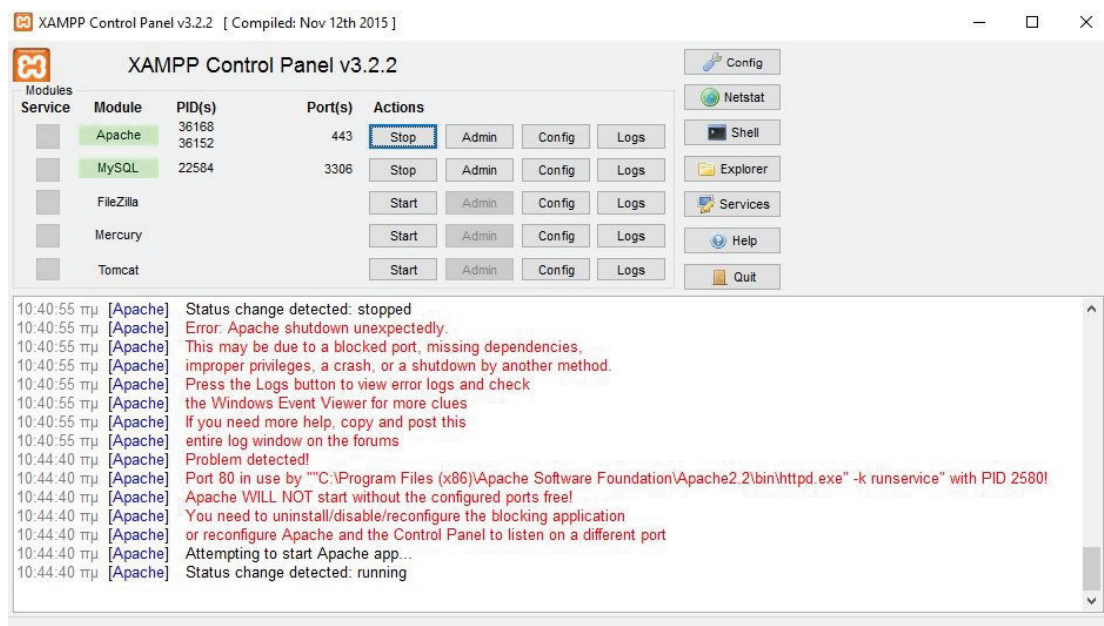 XAMPP Control Panel v3.2.2 [ Compiled: Nov 12th 2015 ]
XAMPP Control Panel v3.2.2
Config
Modules
Service Module PID(s) Port(s) Actions
Netstat
Apache 36168 36152 443 Stop Admin Config Logs
Shell
MySQL 22584 3306 Stop Admin Config Logs
Explorer
FileZilla Start Admin Config Logs
Services
Mercury Start Admin Config Logs
Help
Tomcat Start Admin Config Logs
Quit
10:40:55 πμ [Apache] Status change detected: stopped
10:40:55 πμ [Apache] Error: Apache shutdown unexpectedly.
10:40:55 πμ [Apache] This may be due to a blocked port, missing dependencies,
10:40:55 πμ [Apache] improper privileges, a crash, or a shutdown by another method.
10:40:55 πμ [Apache] Press the Logs button to view error logs and check
10:40:55 πμ [Apache] the Windows Event Viewer for more clues
10:40:55 πμ [Apache] If you need more help, copy and post this
10:40:55 πμ [Apache] entire log window on the forums
10:44:40 πμ [Apache] Problem detected!
10:44:40 πμ [Apache] Port 80 in use by ""C:\Program Files (x86)\Apache Software Foundation\Apache2.2\bin\httpd.exe" -k runservice" with PID 2580!
10:44:40 πμ [Apache] Apache WILL NOT start without the configured ports free!
10:44:40 πμ [Apache] You need to uninstall/disable/reconfigure the blocking application
10:44:40 πμ [Apache] or reconfigure Apache and the Control Panel to listen on a different port
10:44:40 πμ [Apache] Attempting to start Apache app...
10:44:40 πμ [Apache] Status change detected: running